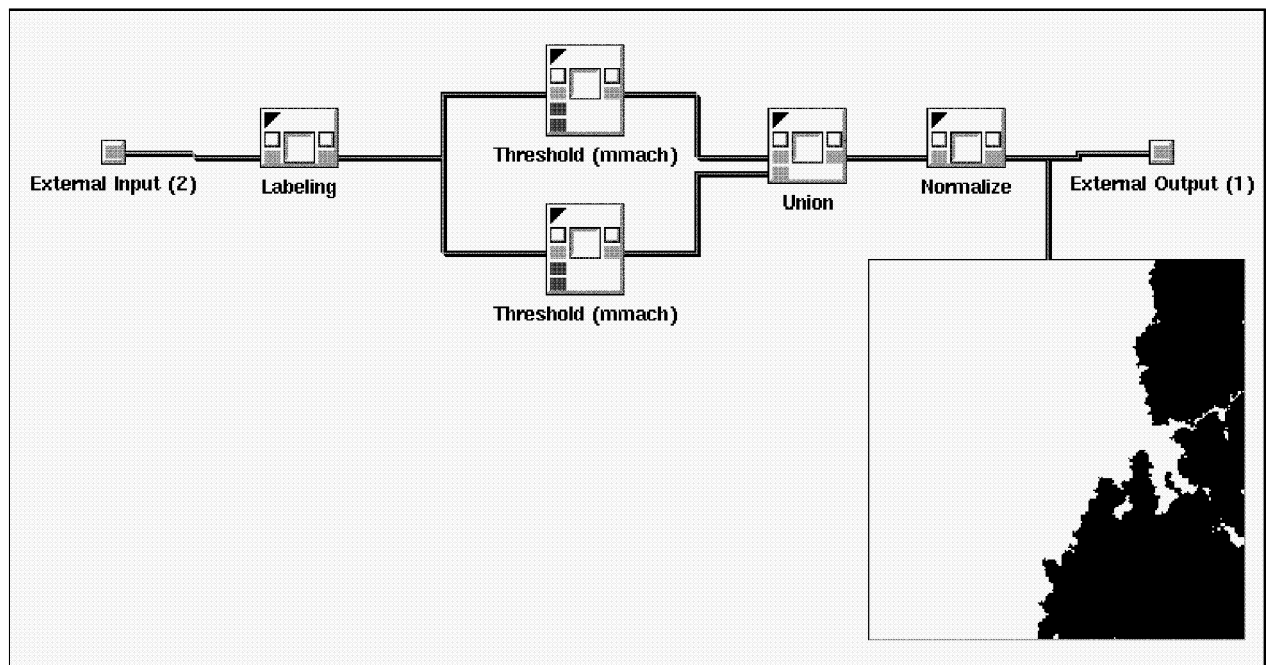 Threshold (mmach)
External Input (2)
Labeling
Union
Normalize
External Output (1)
Threshold (mmach)